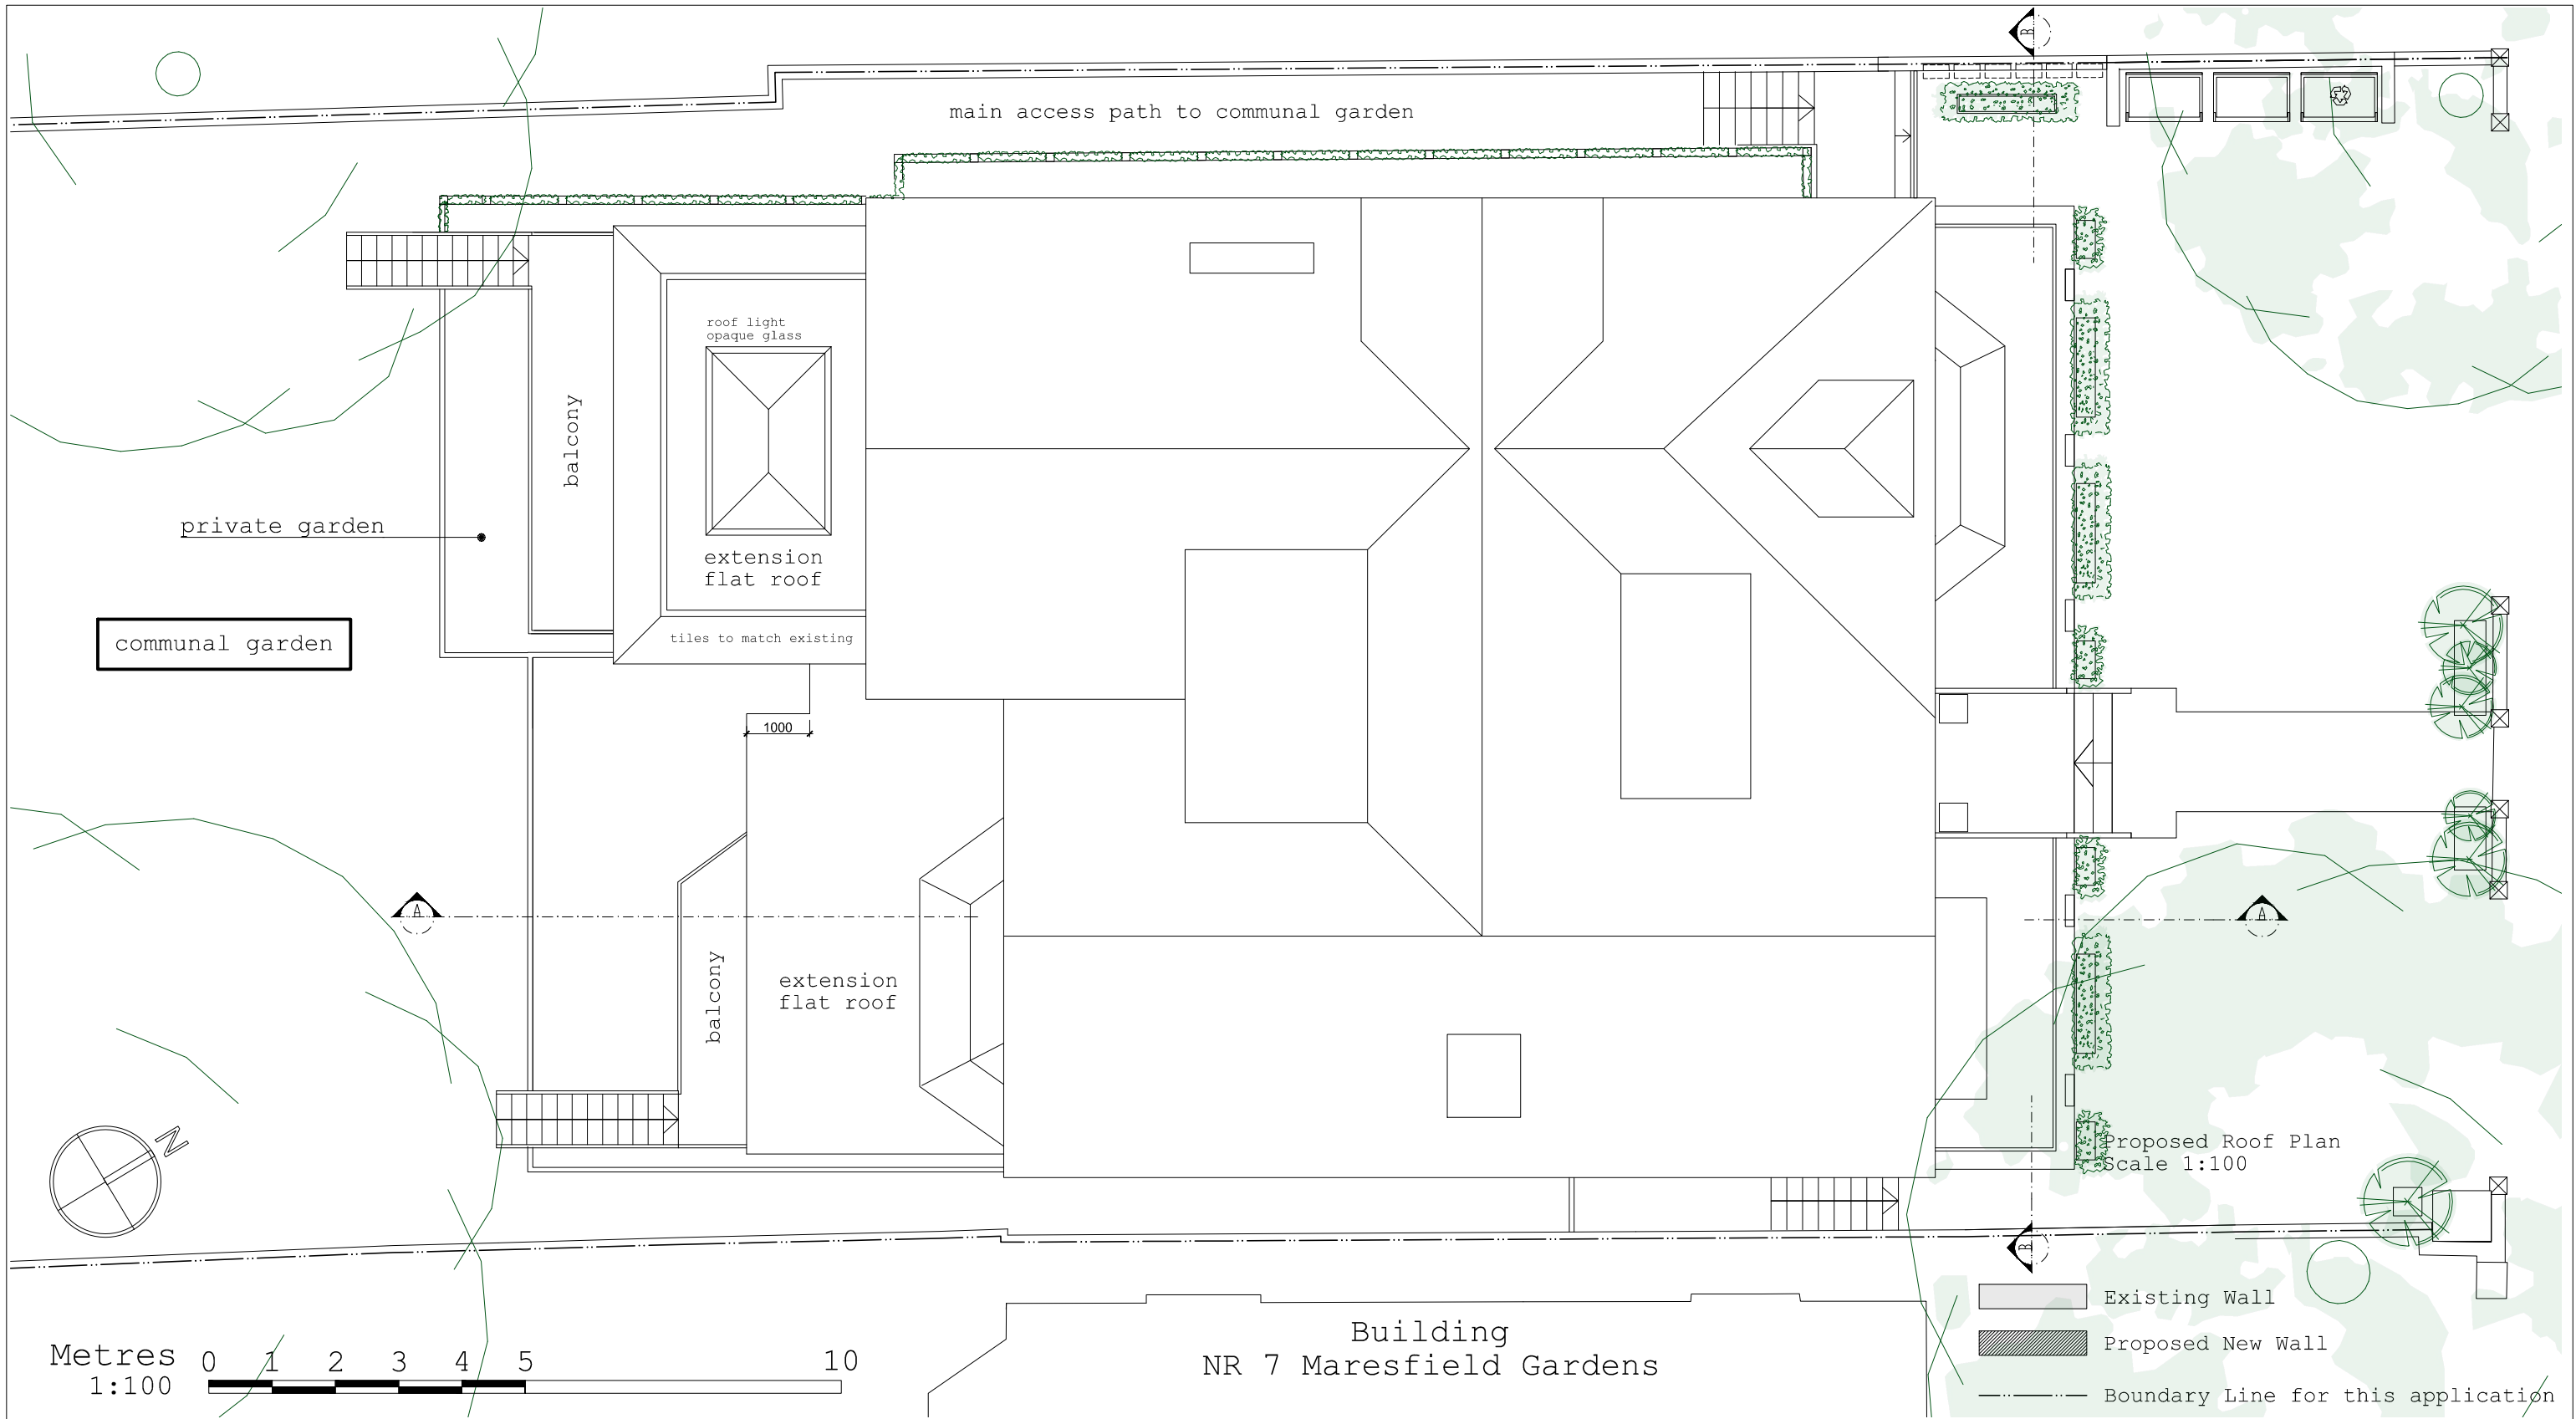 B
main access path to communal garden
roof light
opaque glass
balcony
private garden
extension
flat roof
communal garden
tiles to match existing
1000
A
A
balcony
extension
flat roof
N
Proposed Roof Plan
Scale 1:100
B
Existing Wall
Building
NR 7 Maresfield Gardens
Proposed New Wall
Metres 0 1 2 3 4 5 10
1:100
Boundary Line for this application